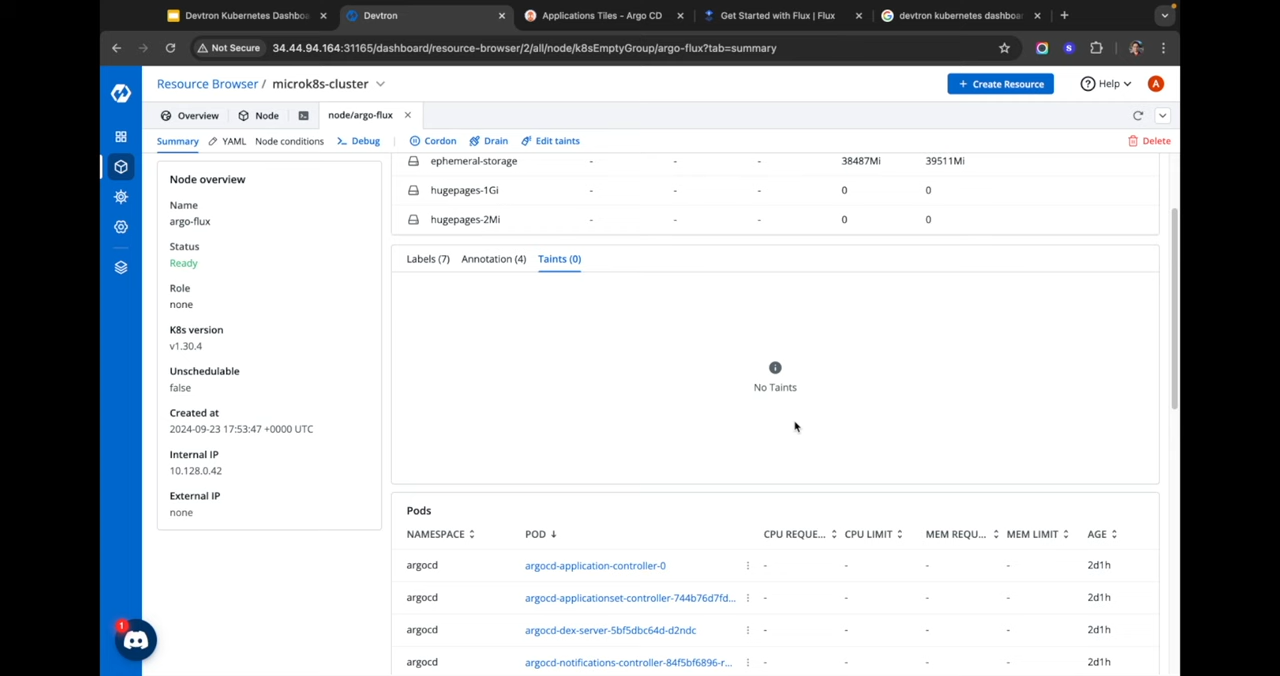 Devtron Kubernetes Dashboa
Devtron
Applications Tiles - Argo CD
Get Started with Flux | Flux
devtron kubernetes dashboar
Not Secure
34.44.94.164:31165/dashboard/resource-browser/2/all/node/k8sEmptyGroup/argo-flux?tab=summary
Resource Browser / microk8s-cluster
+ Create Resource
Help
A
Overview
Node
node/argo-flux
Summary
YAML
Node conditions
Debug
Cordon
Drain
Edit taints
Delete
Node overview
Name
argo-flux
Status
Ready
Role
none
K8s version
v1.30.4
Unschedulable
false
Created at
2024-09-23 17:53:47 +0000 UTC
Internal IP
10.128.0.42
External IP
none
ephemeral-storage - - - 38487Mi 39511Mi
hugepages-1Gi - - - 0 0
hugepages-2Mi - - - 0 0
Labels (7) Annotation (4) Taints (0)
No Taints
Pods
NAMESPACE POD CPU REQUE... CPU LIMIT MEM REQU... MEM LIMIT AGE
argocd argocd-application-controller-0 - - - - 2d1h
argocd argocd-applicationset-controller-744b76d7fd... - - - - 2d1h
argocd argocd-dex-server-5bf5dbc64d-d2ndc - - - - 2d1h
argocd argocd-notifications-controller-84f5bf6896-r... - - - - 2d1h
1